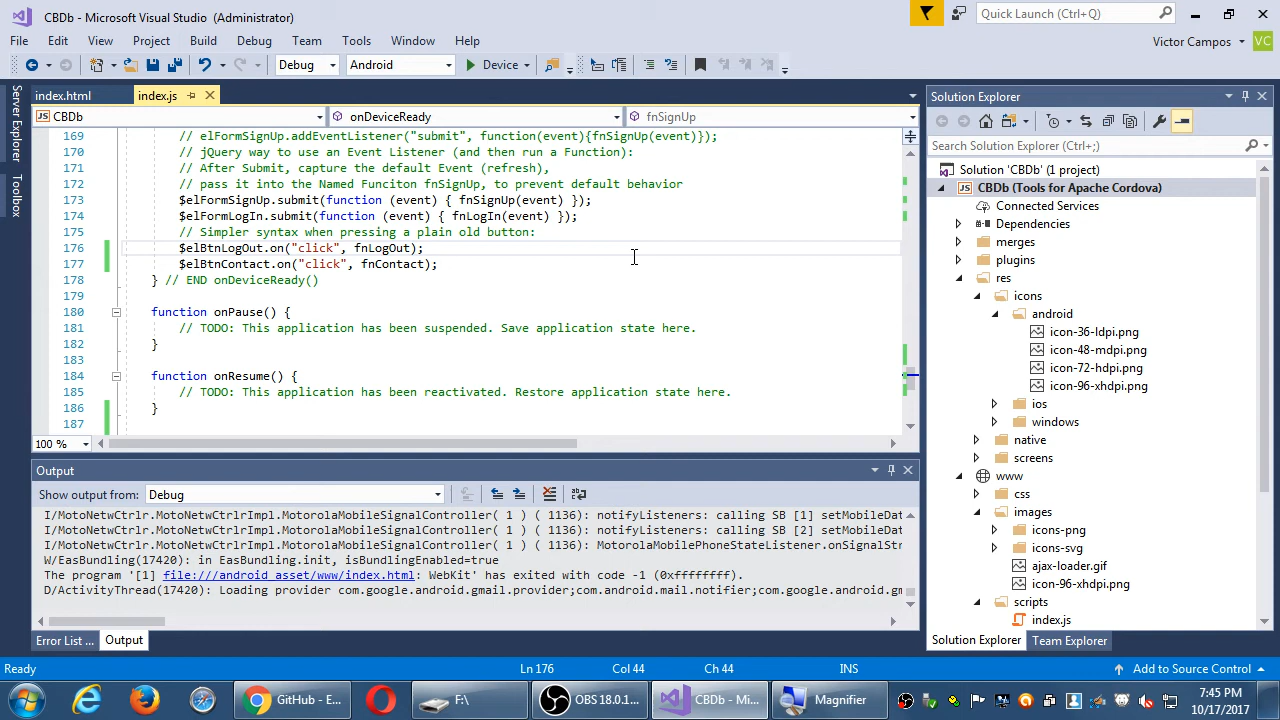 CBDb - Microsoft Visual Studio (Administrator)
Quick Launch (Ctrl+Q)
File Edit View Project Build Debug Team Tools Window Help
Victor Campos
VC
Debug Android Device
index.html index.js
CBDb onDeviceReady fnSignUp
169 // elFormSignUp.addEventListener("submit", function(event){fnSignUp(event)});
170 // jQuery way to use an Event Listener (and then run a Function):
171 // After Submit, capture the default Event (refresh),
172 // pass it into the Named Funciton fnSignUp, to prevent default behavior
173 $elFormSignUp.submit(function (event) { fnSignUp(event) });
174 $elFormLogIn.submit(function (event) { fnLogIn(event) });
175 // Simpler syntx when pressing a plain old button:
176 $elBtnLogOut.on("click", fnLogOut);
177 $elBtnContact.on("click", fnContact);
178 } // END onDeviceReady()
179
180 function onPause() {
181 // TODO: This application has been suspended. Save application state here.
182 }
183
184 function onResume() {
185 // TODO: This application has been reactivated. Restore application state here.
186 }
187
100 %
Output
Show output from: Debug
I/MotoNetwCtrlr.MotoNetwCtrlrImpl.MotorolaMobileSignalController( 1 ) ( 1136): notifyListeners: calling SB [1] setMobileDat
I/MotoNetwCtrlr.MotoNetwCtrlrImpl.MotorolaMobileSignalController( 1 ) ( 1136): notifyListeners: calling SB [2] setMobileDat
I/MotoNetwCtrlr.MotoNetwCtrlrImpl.MotorolaMobileSignalController( 1 ) ( 1136): MotorolaMobilePhoneStateListener.onSignalStr
W/EasBundling(17420): in EasBundling.init, isBundlingEnabled=true
The program '[1] file:///android_asset/www/index.html: WebKit' has exited with code -1 (0xffffffff).
D/ActivityThread(17420): Loading provider com.google.android.gmail.provider;com.android.mail.notifier;com.google.android.gm
Error List ... Output
Server Explorer
Toolbox
Solution Explorer
Search Solution Explorer (Ctrl+;)
Solution 'CBDb' (1 project)
JS CBDb (Tools for Apache Cordova)
Connected Services
Dependencies
merges
plugins
res
icons
android
icon-36-ldpi.png
icon-48-mdpi.png
icon-72-hdpi.png
icon-96-xhdpi.png
ios
windows
native
screens
www
css
images
icons-png
icons-svg
ajax-loader.gif
icon-96-xhdpi.png
scripts
index.js
Solution Explorer Team Explorer
Ready Ln 176 Col 44 Ch 44 INS Add to Source Control
GitHub - E... F:\ OBS 18.0.1... CBDb - Mi... Magnifier
7:45 PM
10/17/2017